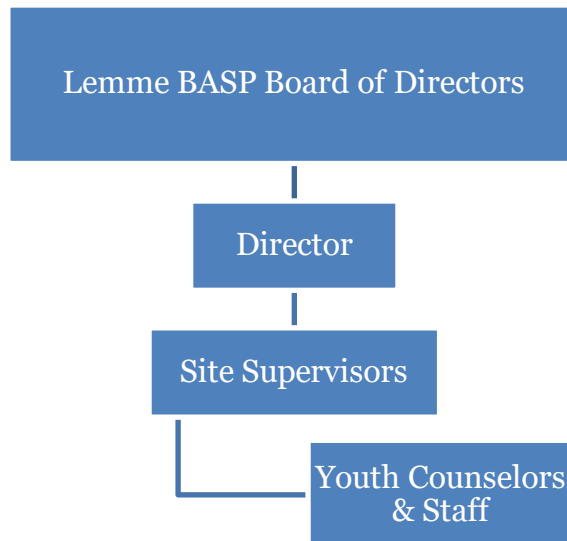 Lemme BASP Board of Directors
Director
Site Supervisors
Youth Counselors
& Staff